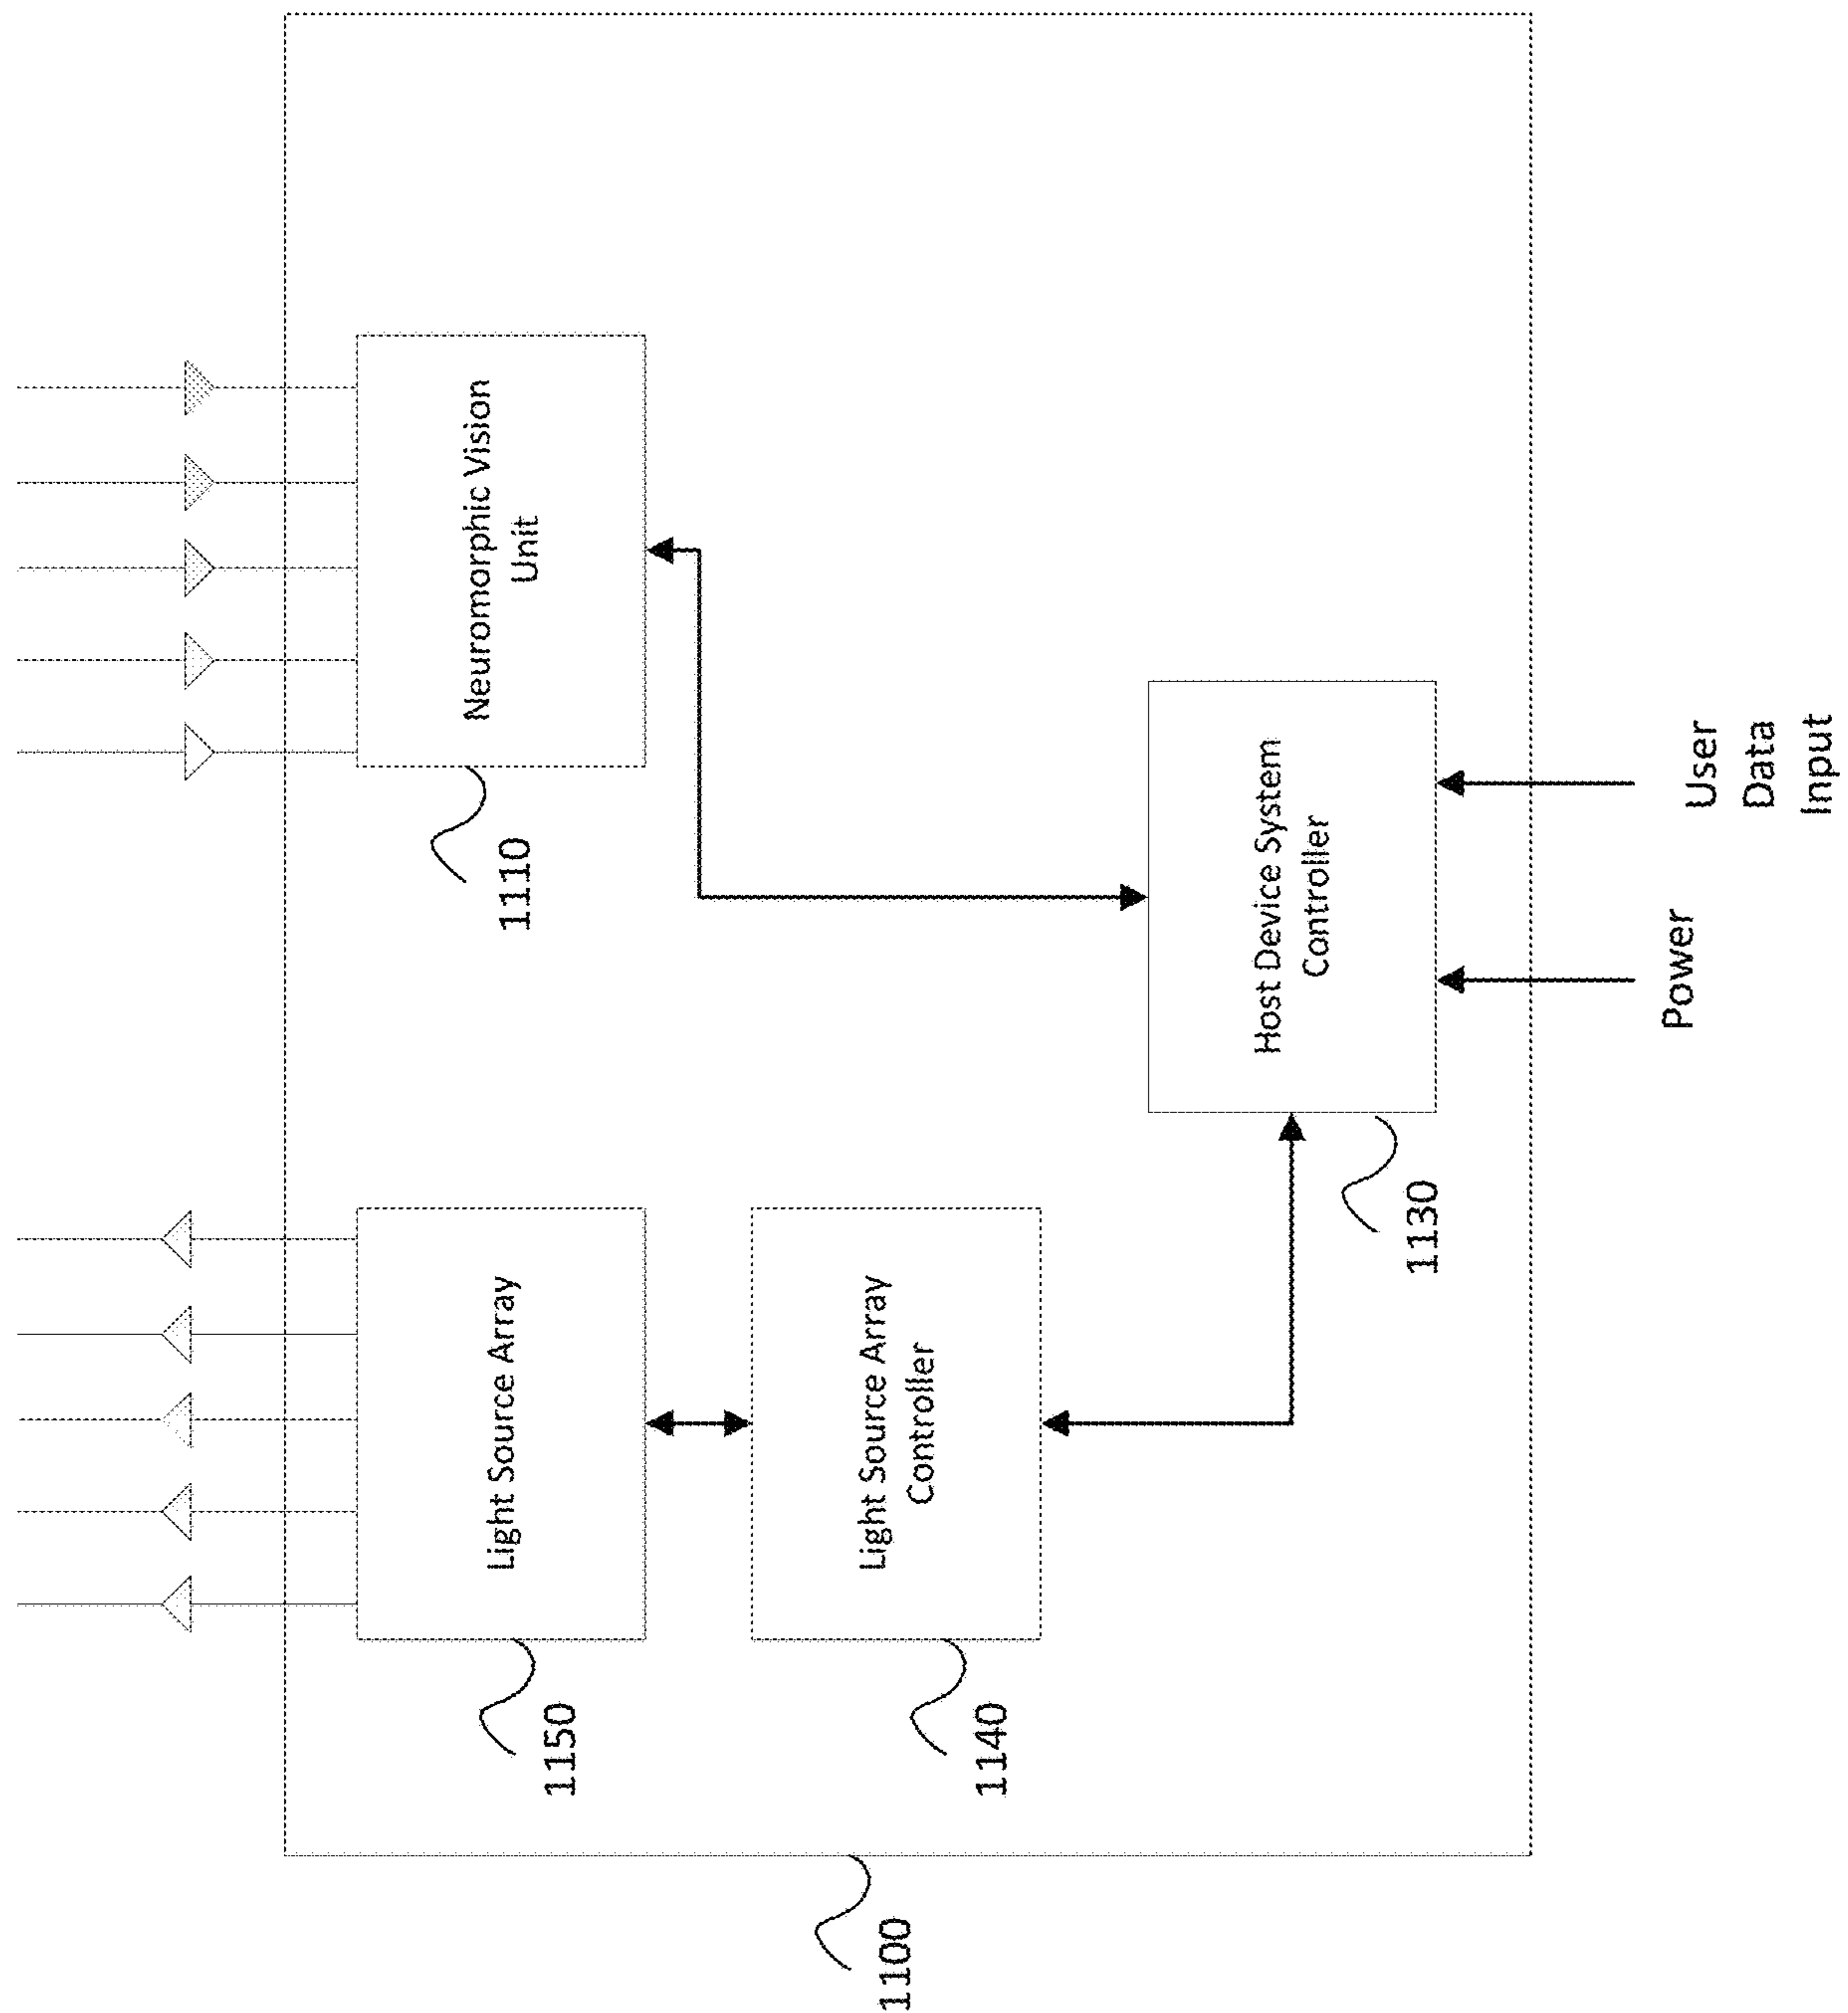 1100
1150
Light Source Array
1140
Light Source Array
Controller
1110
Neuromorphic Vision
Unit
1130
Host Device System
Controller
Power
User
Data
Input